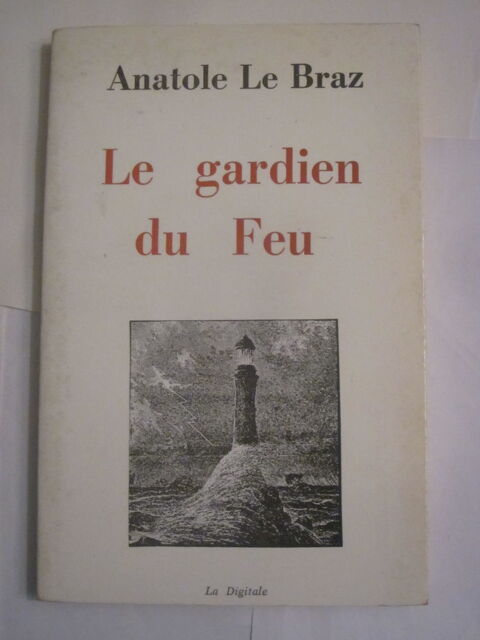 Anatole Le Braz
Le gardien
du Feu
La Digitale